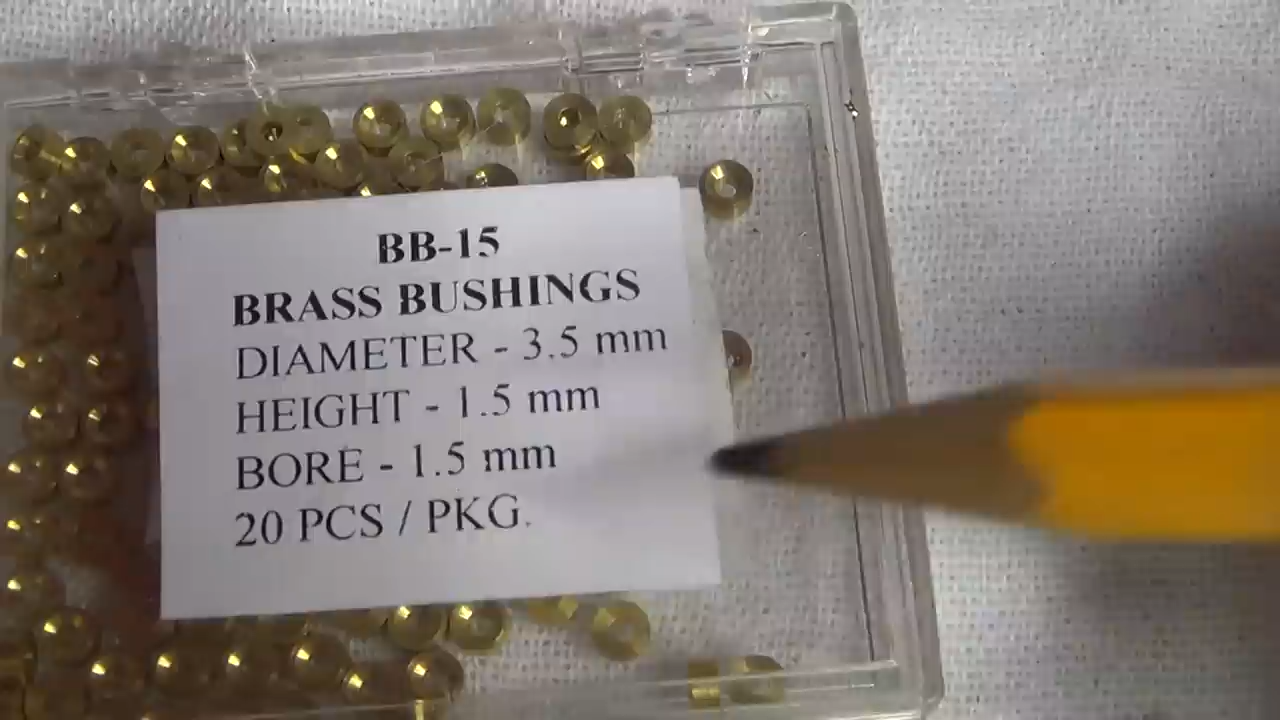 BB-15
BRASS BUSHINGS
DIAMETER - 3.5 mm
HEIGHT - 1.5 mm
BORE - 1.5 mm
20 PCS / PKG.